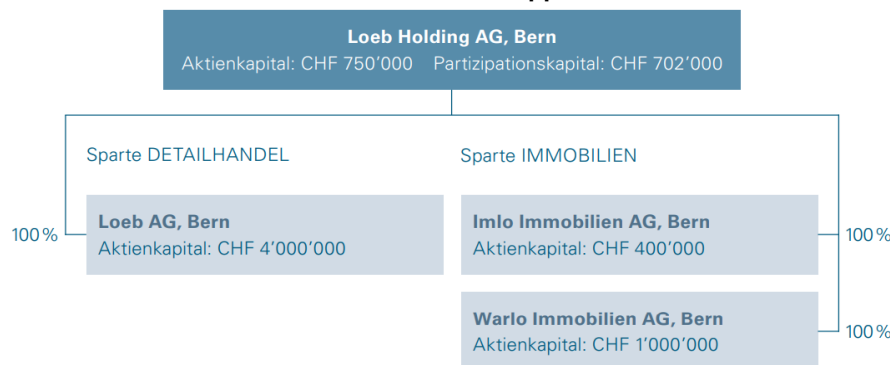 Loeb Holding AG, Bern
Aktienkapital: CHF 750’000 Partizipationskapital: CHF 702’000
Sparte DETAILHANDEL
Sparte IMMOBILIEN
100 %
Loeb AG, Bern
Aktienkapital: CHF 4’000’000
Imlo Immobilien AG, Bern
Aktienkapital: CHF 400’000
100 %
Warlo Immobilien AG, Bern
Aktienkapital: CHF 1’000’000
100 %